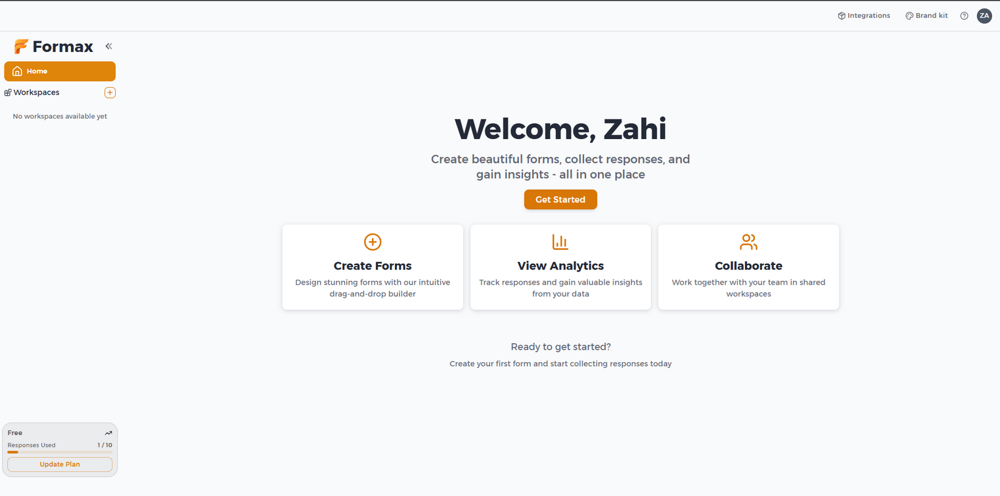 Integrations
Brand kit
ZA
Formax
Home
Workspaces
No workspaces available yet
Welcome, Zahi
Create beautiful forms, collect responses, and
gain insights - all in one place
Get Started
Create Forms
Design stunning forms with our intuitive
drag-and-drop builder
View Analytics
Track responses and gain valuable insights
from your data
Collaborate
Work together with your team in shared
workspaces
Ready to get started?
Create your first form and start collecting responses today
Free
Responses Used 1 / 10
Update Plan